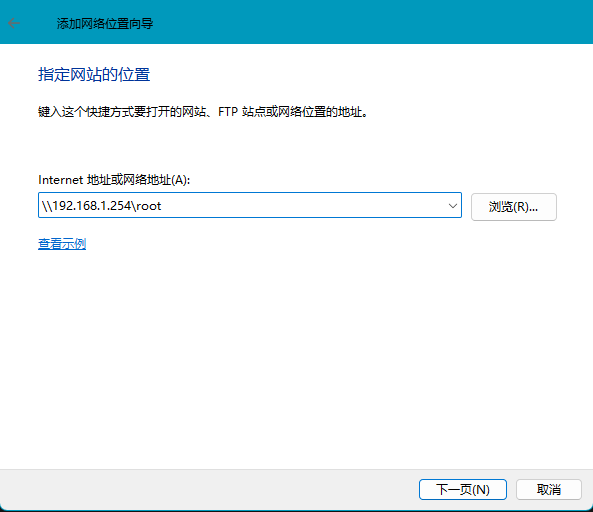 添加网络位置向导
指定网站的位置
键入这个快捷方式要打开的网站、FTP 站点或网络位置的地址。
Internet 地址或网络地址(A):
\\192.168.1.254\root
浏览(R)...
查看示例
下一页(N)
取消